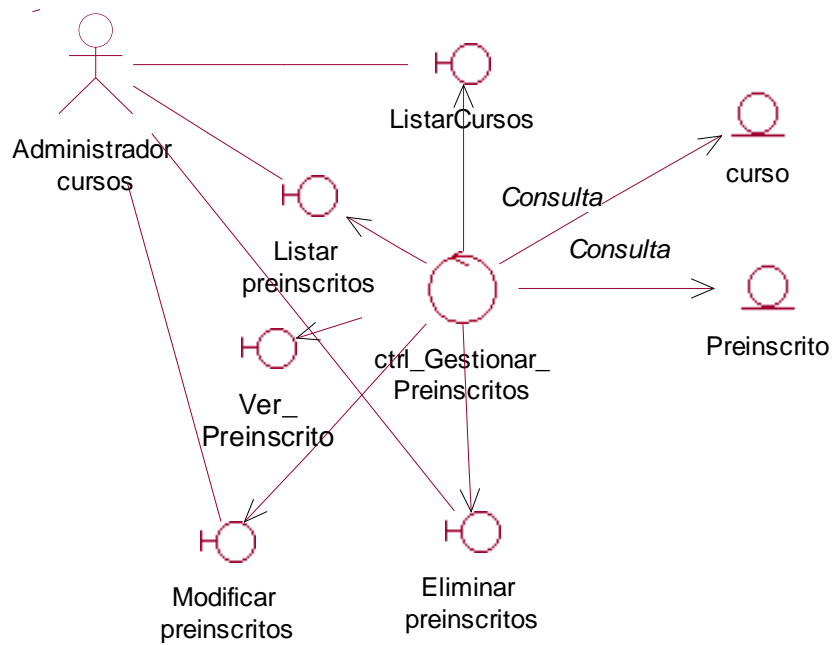 ListarCursos
Administrador
cursos
curso
Consulta
Listar
preinscritos
Consulta
Preinscrito
ctrl_Gestionar_
Preinscritos
Ver_
Preinscrito
Modificar
preinscritos
Eliminar
preinscritos